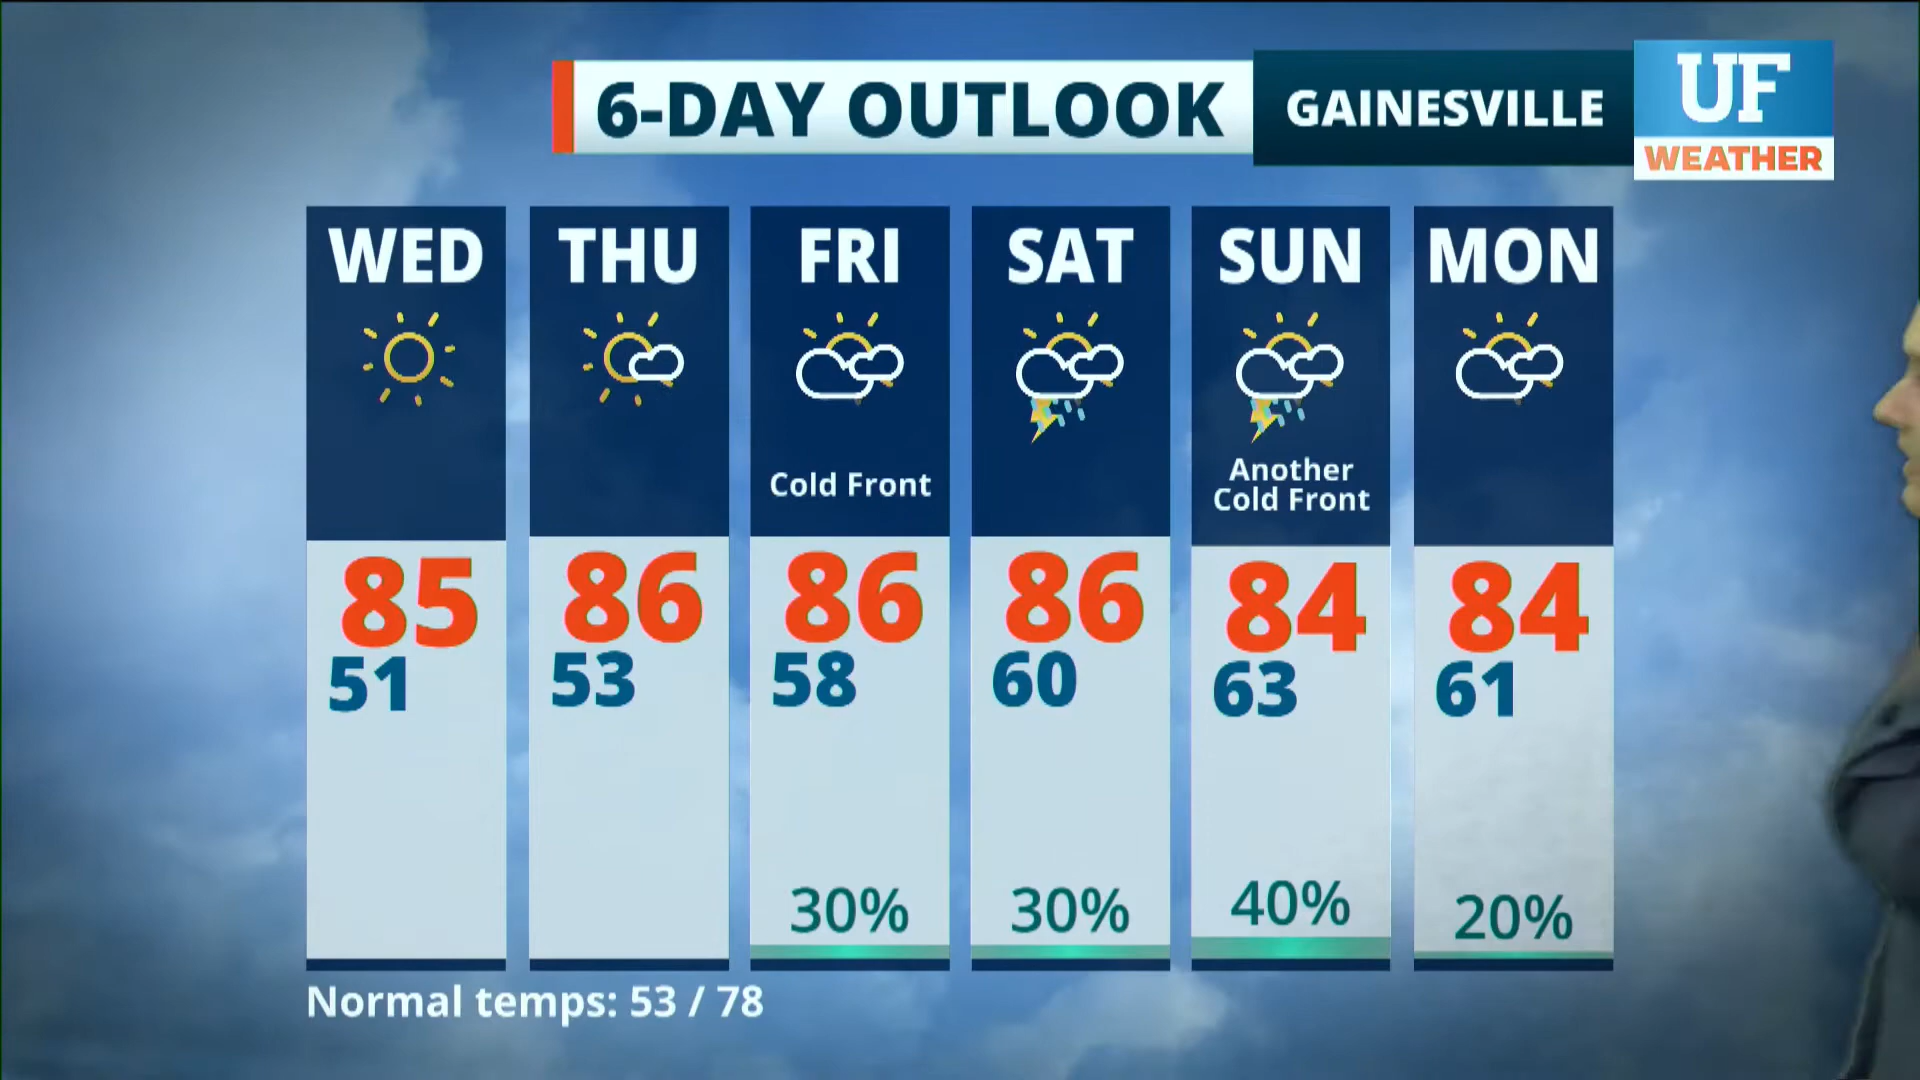 6-DAY OUTLOOK
GAINESVILLE
UF
WEATHER
WED
THU
FRI
SAT
SUN
MON
Cold Front
Another
Cold Front
85
86
86
86
84
84
51
53
58
60
63
61
30%
30%
40%
20%
Normal temps: 53 / 78